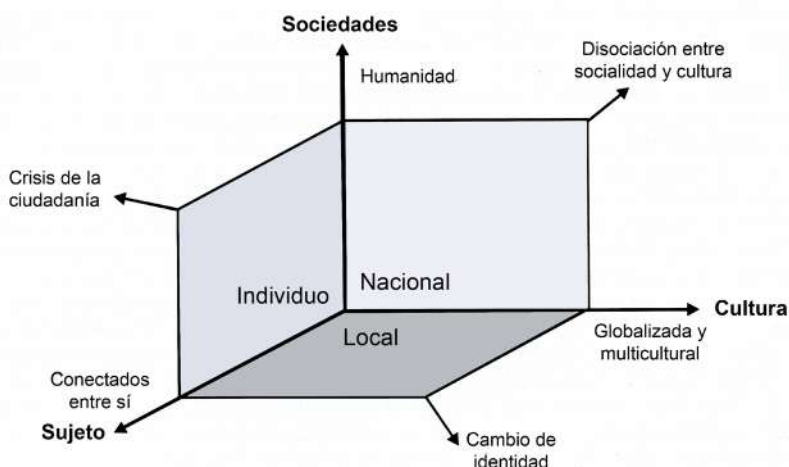 Sociedades
Humanidad
Disociación entre
socialidad y cultura
Crisis de la
ciudadanía
Individuo
Nacional
Local
Cultura
Globalizada y
multicultural
Conectados
entre sí
Sujeto
Cambio de
identidad